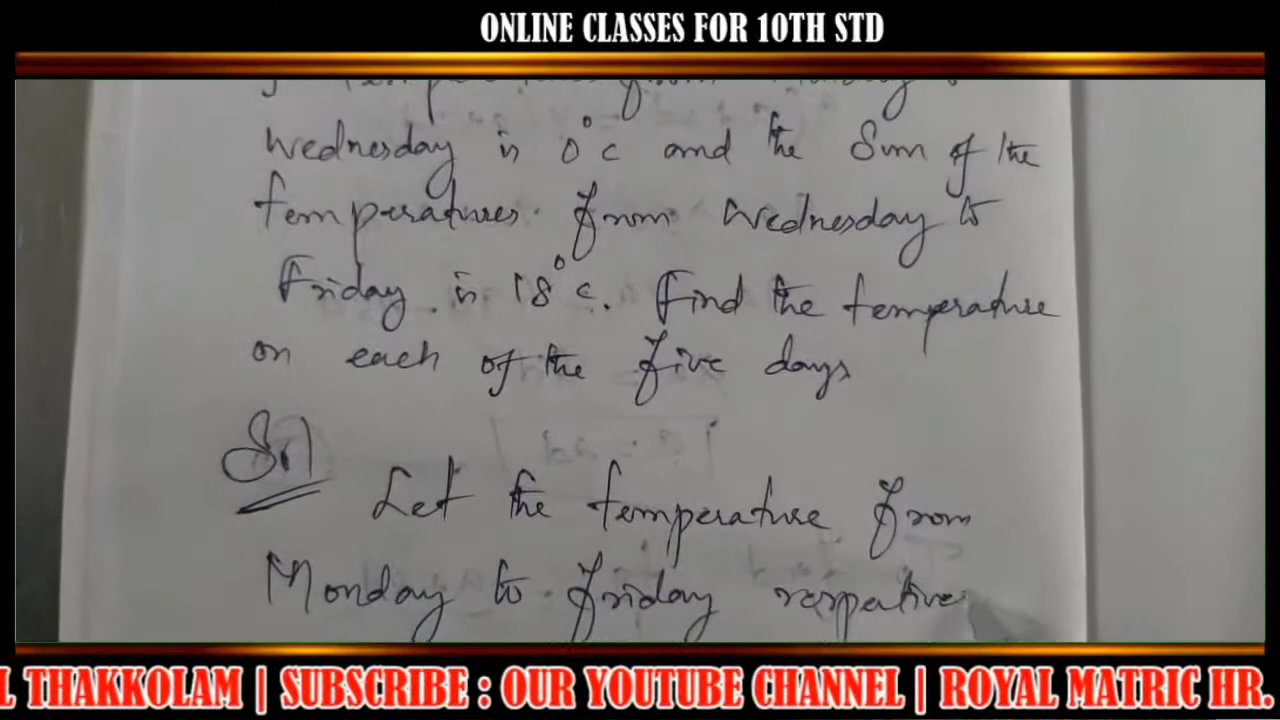 ONLINE CLASSES FOR 10TH STD
Wednesday is 0°c and the Sum of the
temperatures from Wednesday to
Friday is 18°c. Find the temperature
on each of the five days
Sol
Let the temperature from
Monday to friday respective
L THAKKOLAM | SUBSCRIBE : OUR YOUTUBE CHANNEL | ROYAL MATRIC HR.